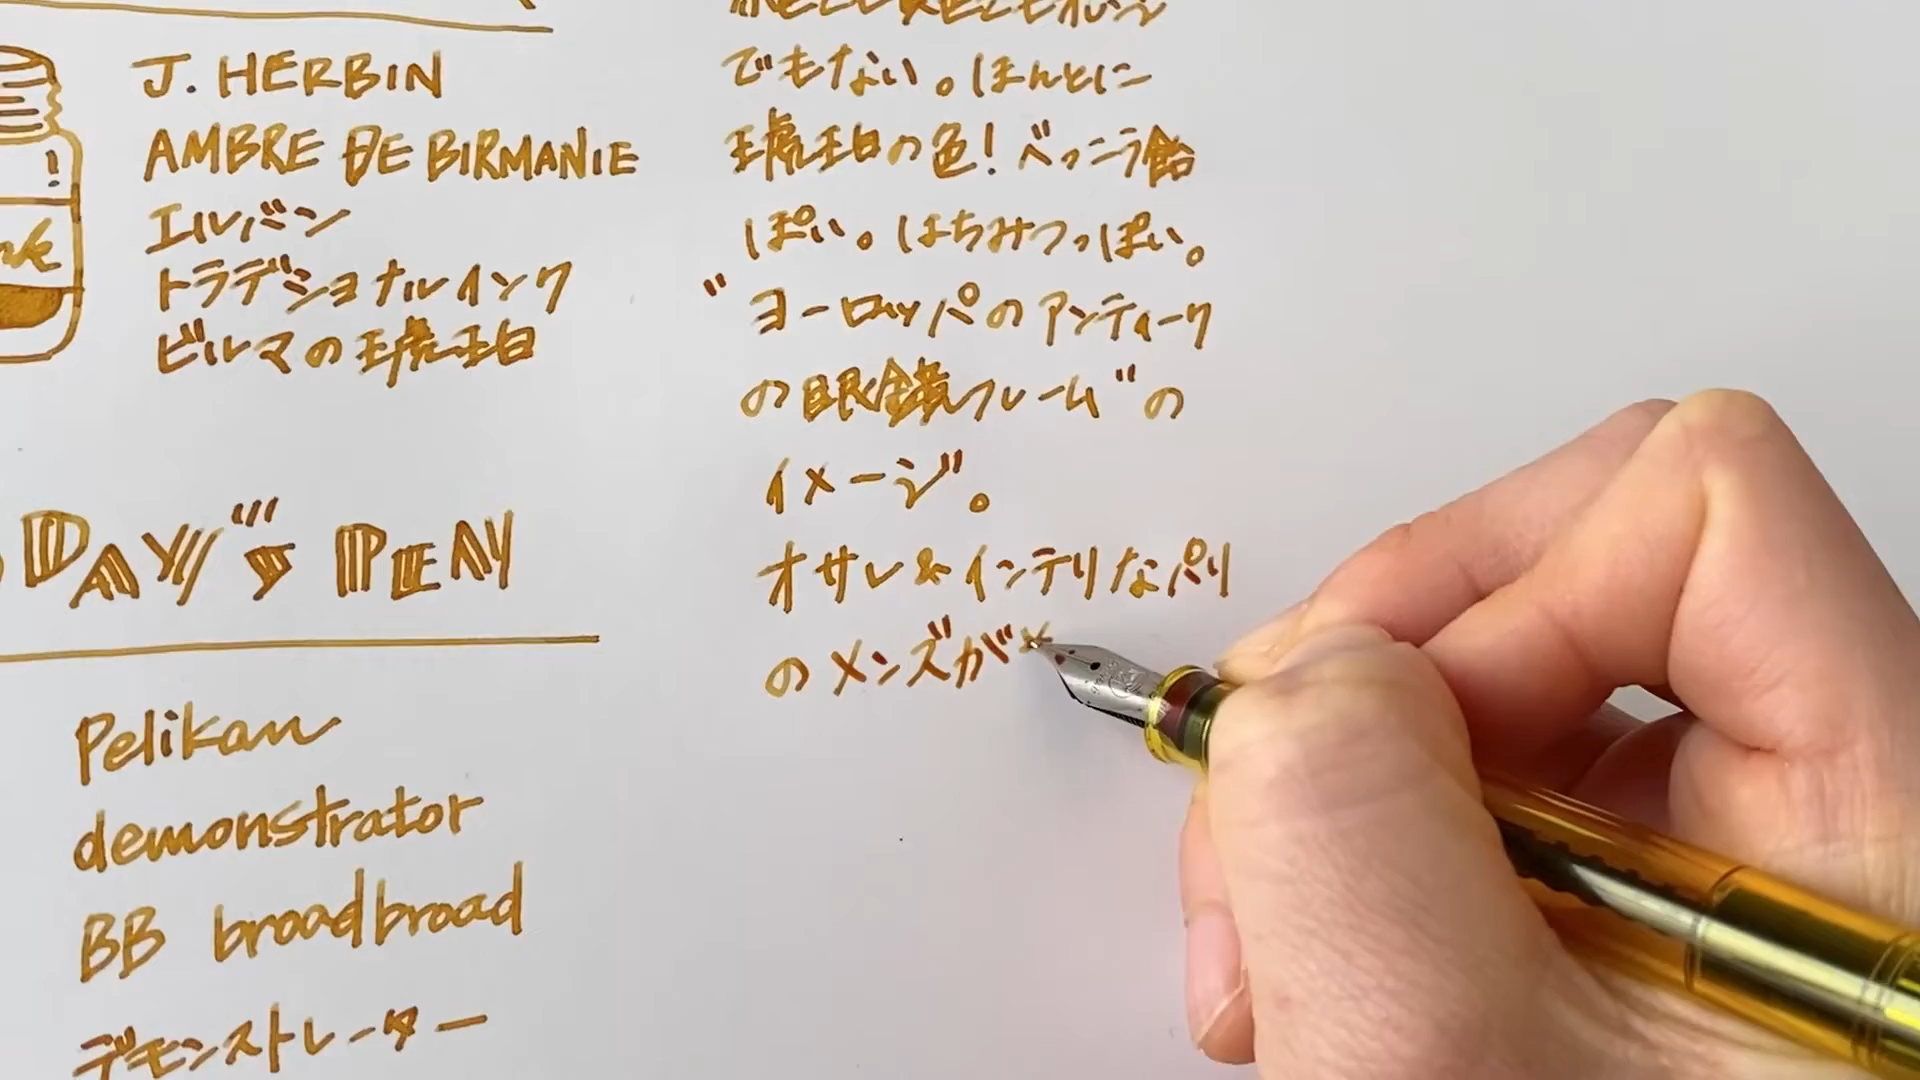 J. HERBIN
AMBRE DE BIRMANIE
エルバン
トラデショナルインク
ビルマの琥珀
DAY'S PEN
Pelikan
demonstrator
BB broadbroad
デモンストレーター
でもない。ほんとに
琥珀の色！べっこう飴
ぽい。はちみつっぽい。
"ヨーロッパのアンティーク
の眼鏡フレーム"の
イメージ。
オサレ&インテリなパリ
のメンズが